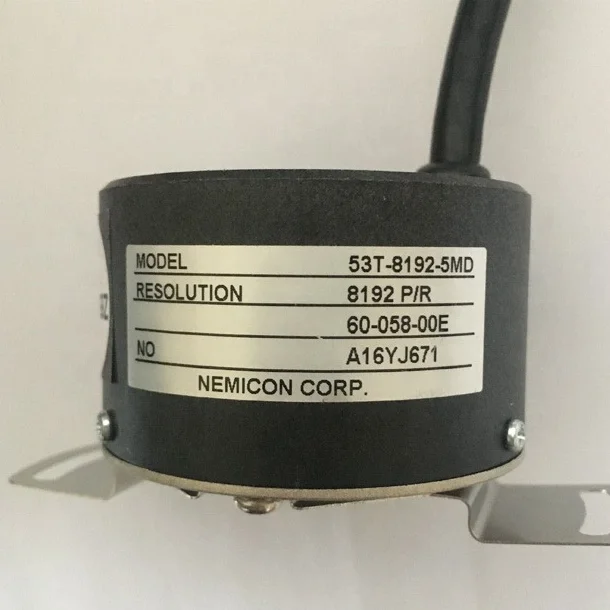 MODEL 53T-8192-5MD
RESOLUTION 8192 P/R
60-058-00E
NO A16YJ671
NEMICON CORP.